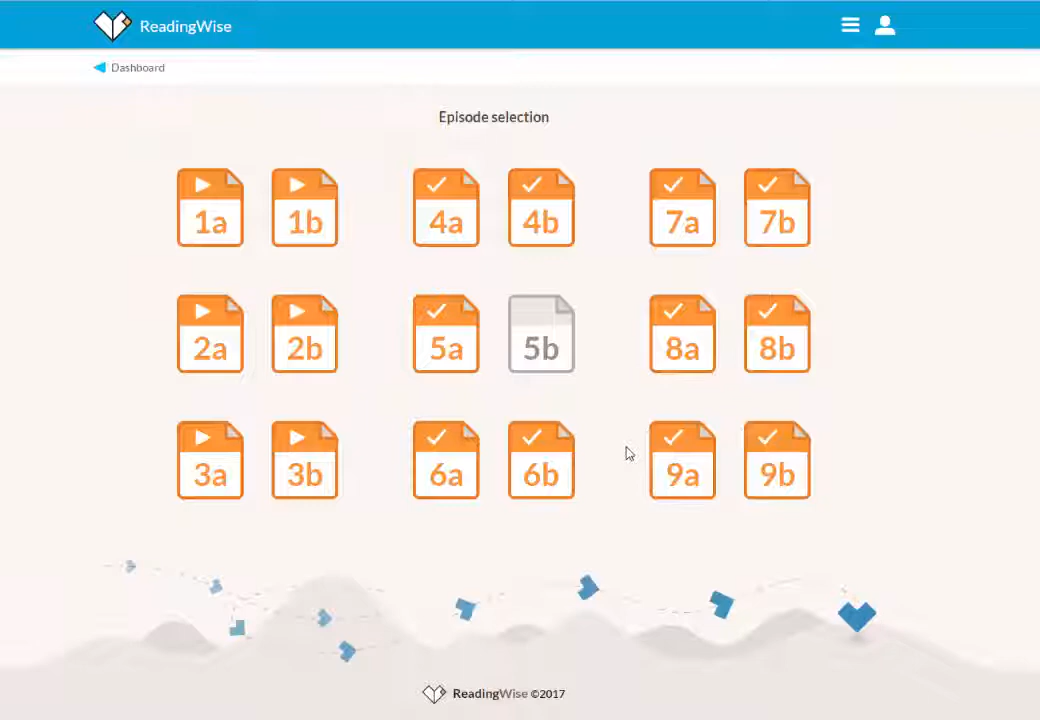 ReadingWise
Dashboard
Episode selection
1a 1b 4a 4b 7a 7b
2a 2b 5a 5b 8a 8b
3a 3b 6a 6b 9a 9b
ReadingWise ©2017